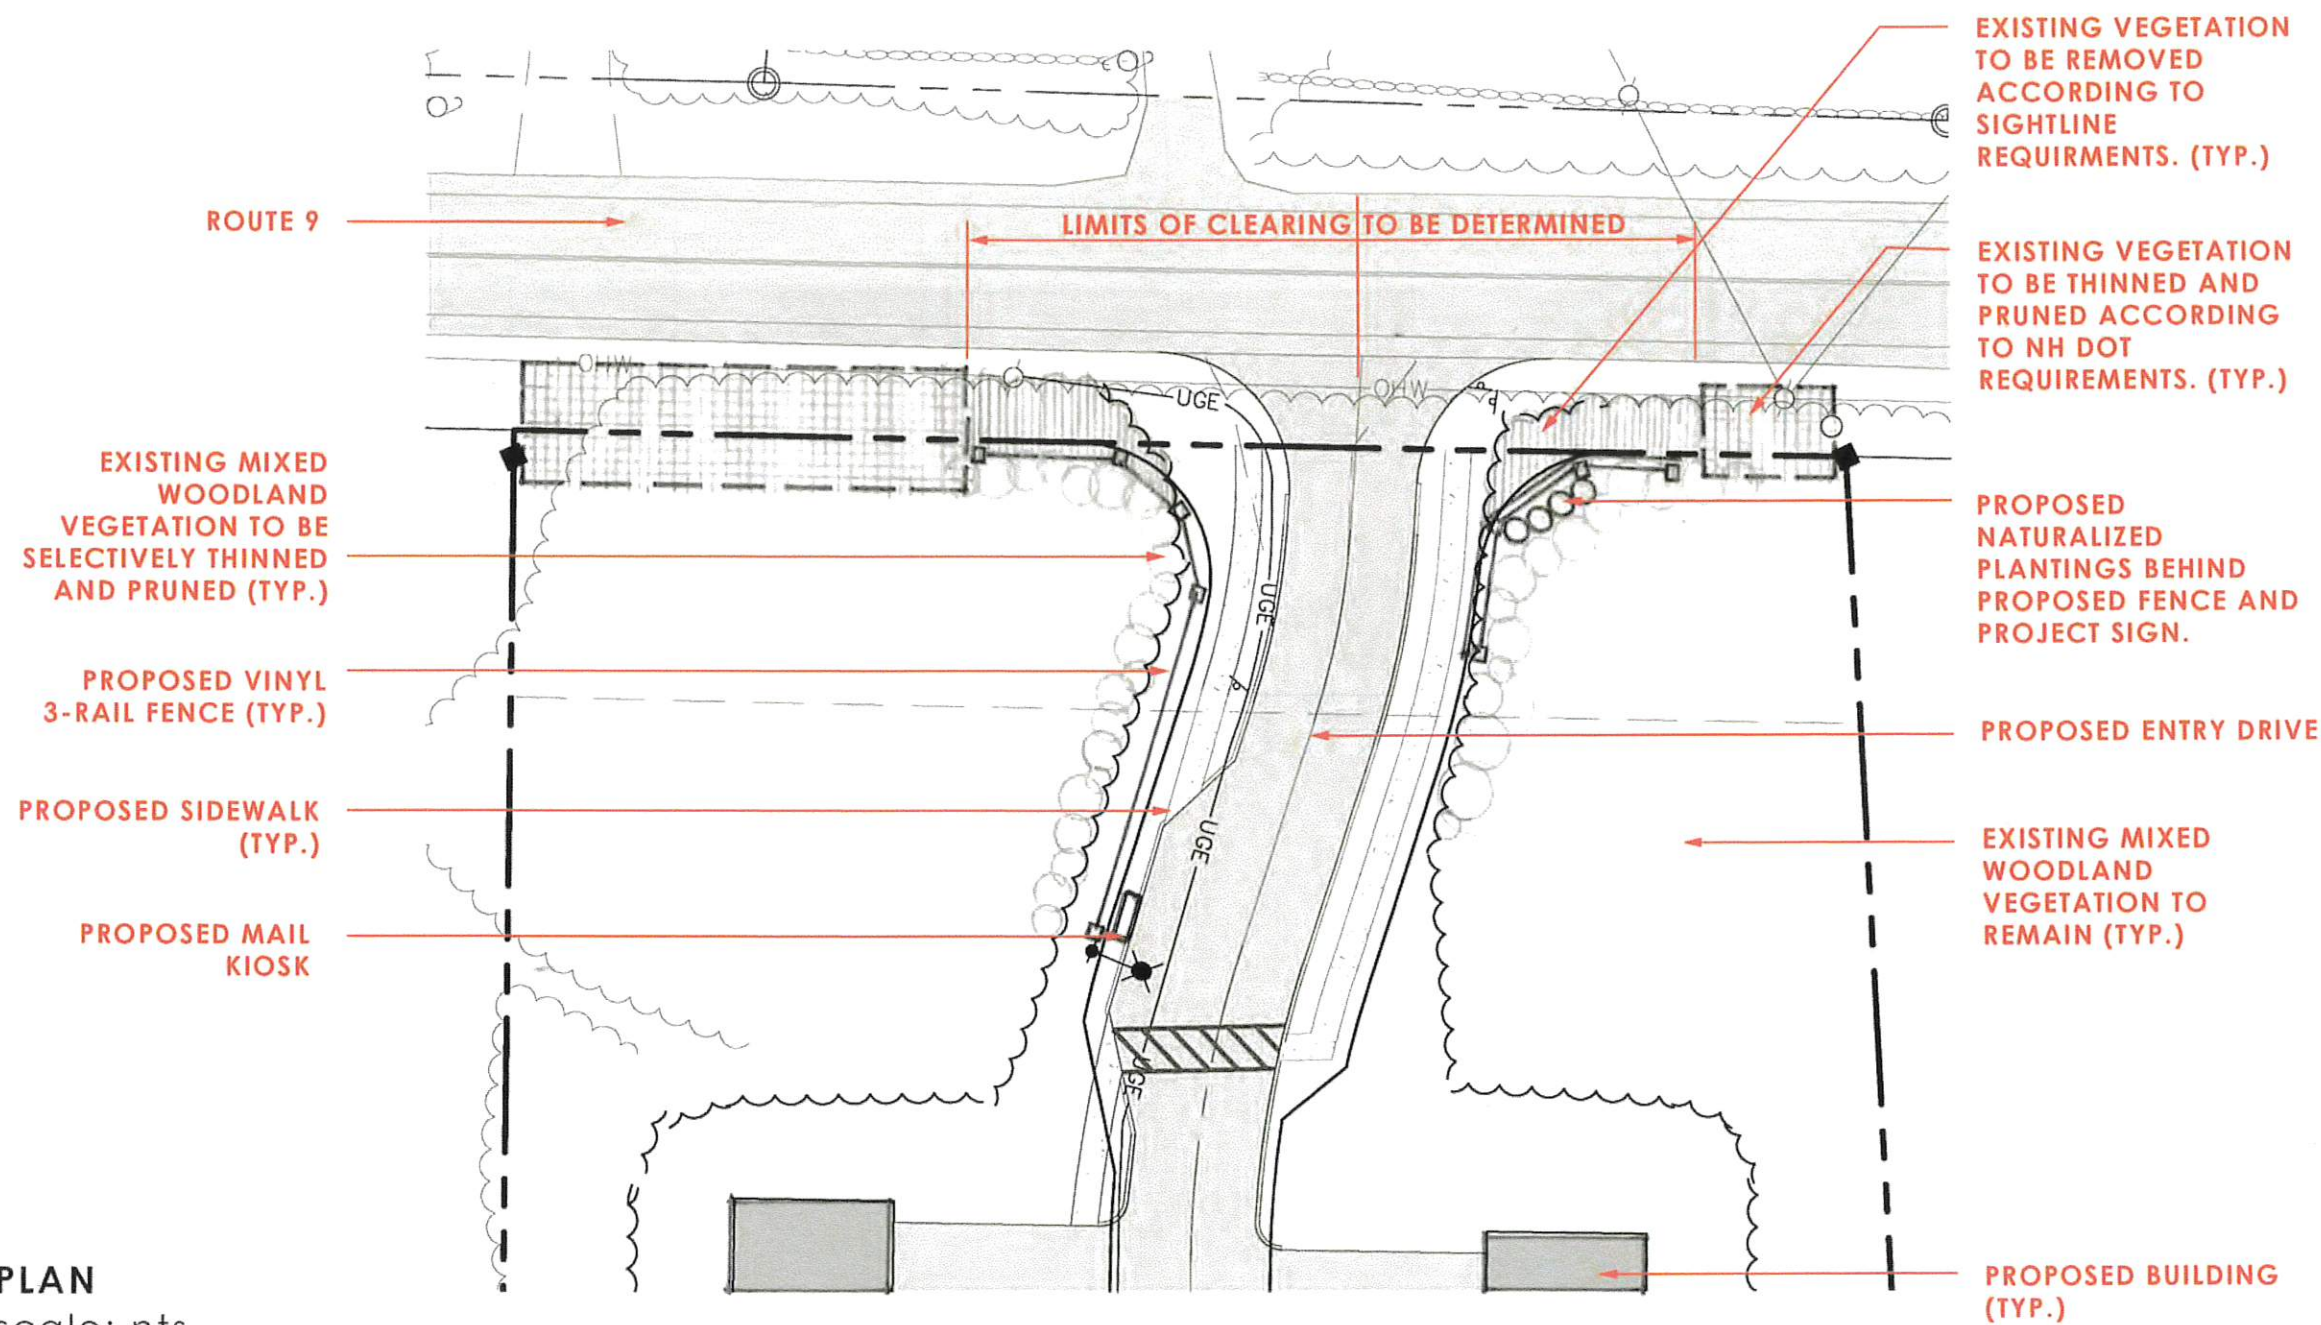 EXISTING VEGETATION
TO BE REMOVED
ACCORDING TO
SIGHTLINE
REQUIRMENTS. (TYP.)
ROUTE 9
LIMITS OF CLEARING TO BE DETERMINED
EXISTING VEGETATION
TO BE THINNED AND
PRUNED ACCORDING
TO NH DOT
REQUIREMENTS. (TYP.)
OHW
OHW
UGE
EXISTING MIXED
WOODLAND
VEGETATION TO BE
SELECTIVELY THINNED
AND PRUNED (TYP.)
PROPOSED
NATURALIZED
PLANTINGS BEHIND
PROPOSED FENCE AND
PROJECT SIGN.
UGE
PROPOSED VINYL
3-RAIL FENCE (TYP.)
PROPOSED ENTRY DRIVE
PROPOSED SIDEWALK
(TYP.)
UGE
EXISTING MIXED
WOODLAND
VEGETATION TO
REMAIN (TYP.)
PROPOSED MAIL
KIOSK
UGE
PROPOSED BUILDING
(TYP.)
PLAN
scale: nts